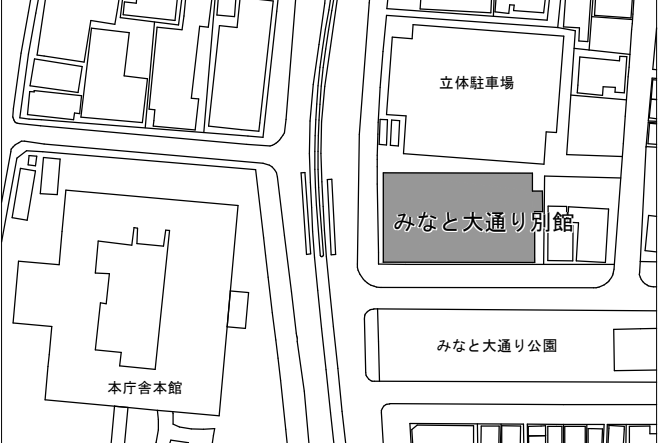 立体駐車場
みなと大通り別館
みなと大通り公園
本庁舎本館